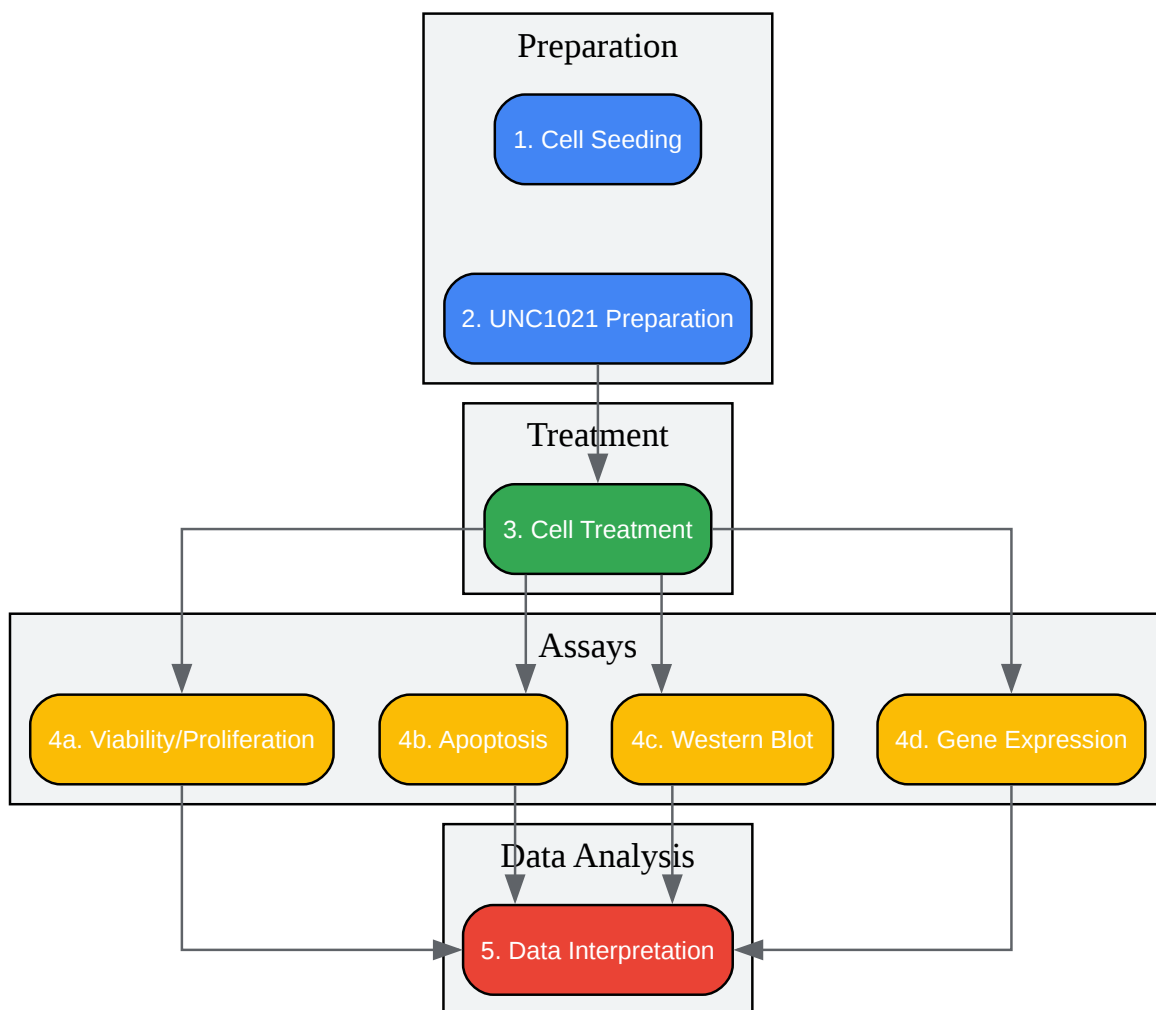 Preparation
1. Cell Seeding
2. UNC1021 Preparation
Treatment
3. Cell Treatment
Assays
4a. Viability/Proliferation
4b. Apoptosis
4c. Western Blot
4d. Gene Expression
Data Analysis
5. Data Interpretation